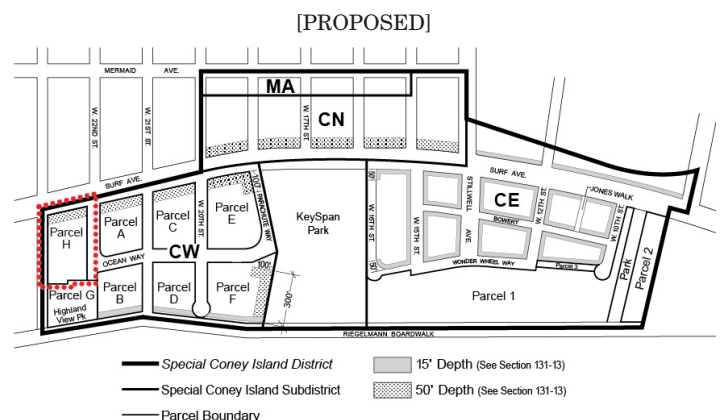 [PROPOSED]
MERMAID AVE.
MA
W. 22ND ST.
W. 21ST ST.
W. 17TH ST.
CN
SURF AVE.
SURF AVE.
JONES WALK
100'
PARACHUTE WAY
50'
STILLWELL AVE.
CE
W. 12TH ST.
W. 10TH ST.
Parcel H
Parcel A
Parcel C
W. 20TH ST.
Parcel E
KeySpan Park
W. 16TH ST.
W. 15TH ST.
BOWERY
CW
OCEAN WAY
100'
50'
WONDER WHEEL WAY
Parcel 3
Park
Parcel 2
Parcel G
Highland View Pk
Parcel B
Parcel D
Parcel F
300'
Parcel 1
RIEGELMANN BOARDWALK
Special Coney Island District
15' Depth (See Section 131-13)
Special Coney Island Subdistrict
50' Depth (See Section 131-13)
Parcel Boundary